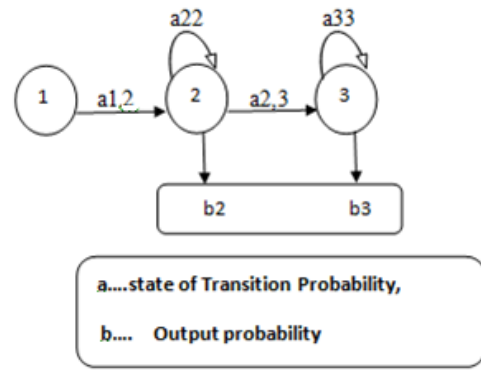 a22 a33
1 2 3
a1,2 a2,3
b2 b3
a....state of Transition Probability,
b.... Output probability